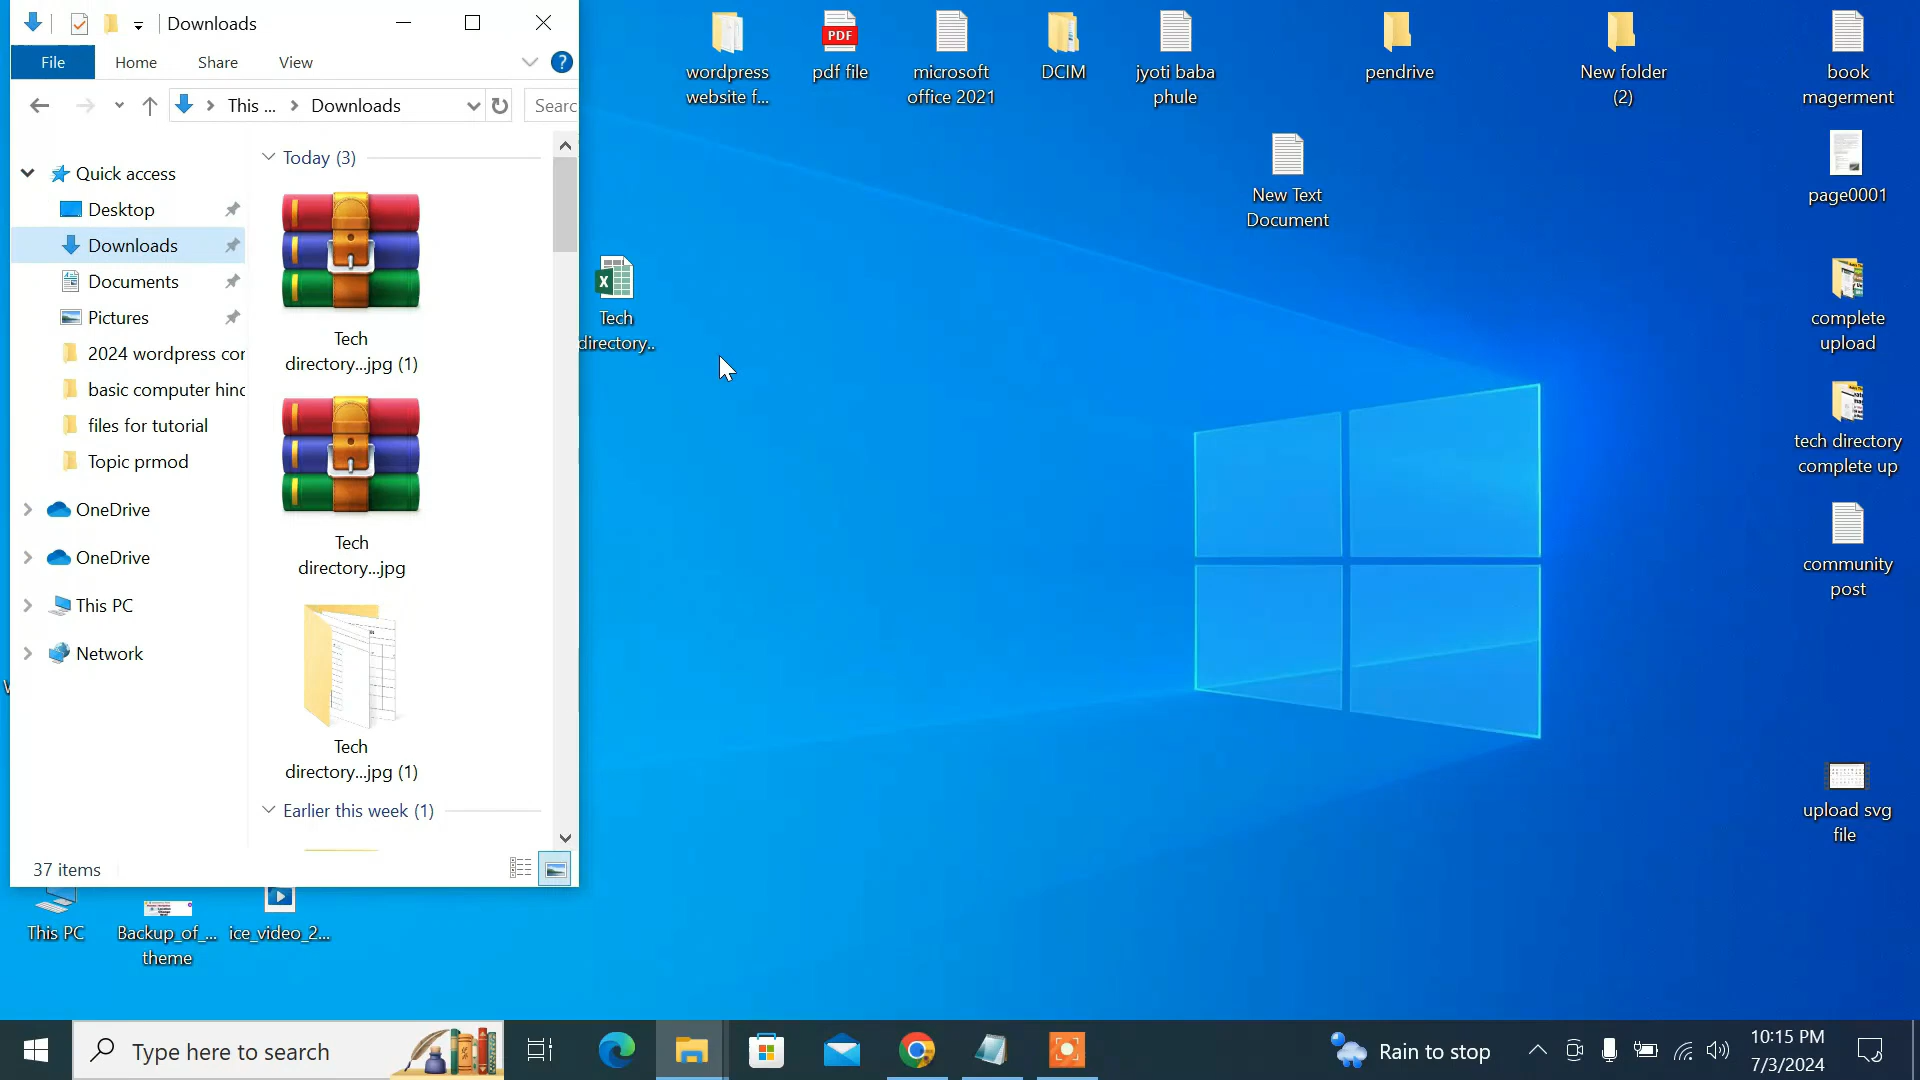 Downloads
File
Home
Share
View
This ...
Downloads
Searc
Quick access
Desktop
Downloads
Documents
Pictures
2024 wordpress cor
basic computer hind
files for tutorial
Topic prmod
OneDrive
OneDrive
This PC
Network
Today (3)
Tech
directory...jpg (1)
Tech
directory...jpg
Tech
directory...jpg (1)
Earlier this week (1)
37 items
This PC
Backup_of_...
theme
ice_video_2...
Tech
directory..
wordpress
website f...
PDF
pdf file
microsoft
office 2021
DCIM
jyoti baba
phule
New Text
Document
pendrive
New folder
(2)
book
magerment
page0001
complete
upload
tech directory
complete up
community
post
upload svg
file
Type here to search
Rain to stop
10:15 PM
7/3/2024